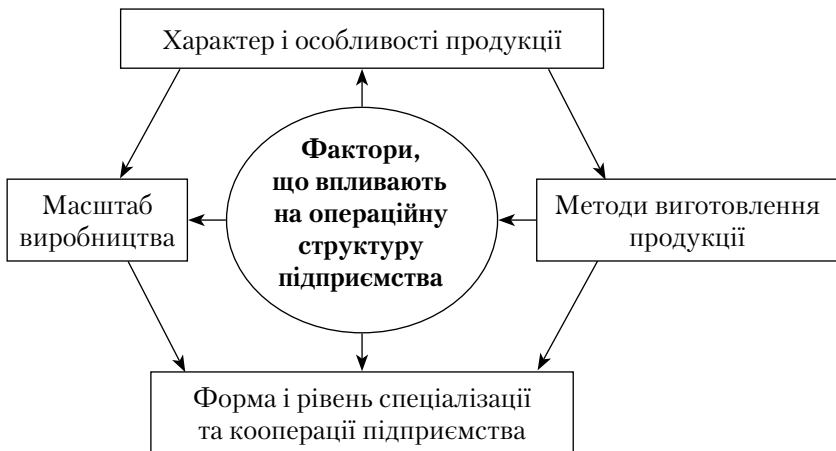 Характер і особливості продукції
Фактори,
що впливають
на операційну
структуру
підприємства
Масштаб
виробництва
Методи виготовлення
продукції
Форма і рівень спеціалізації
та кооперації підприємства